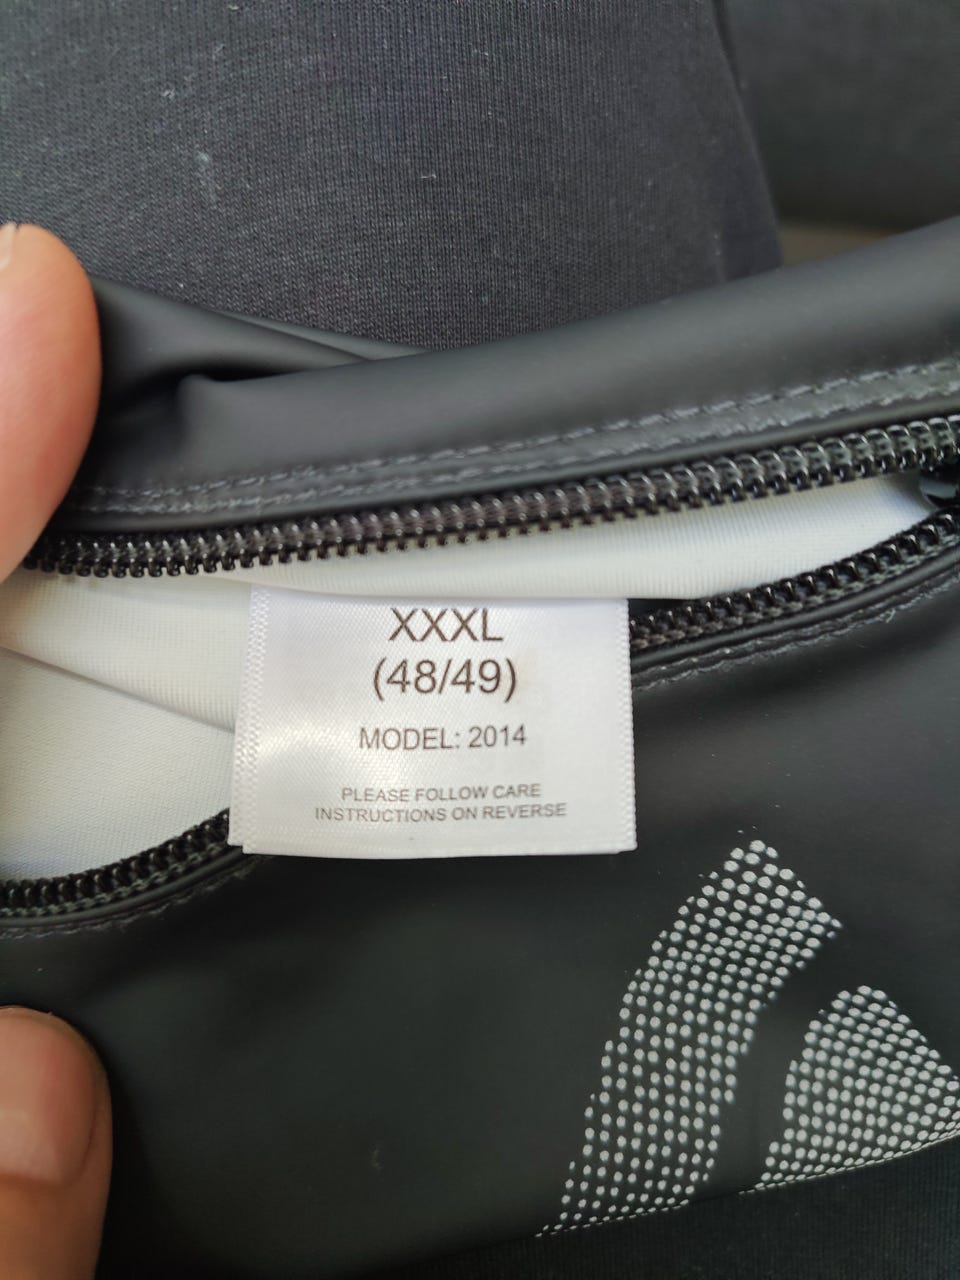 XXXL
(48/49)
MODEL: 2014
PLEASE FOLLOW CARE
INSTRUCTIONS ON REVERSE